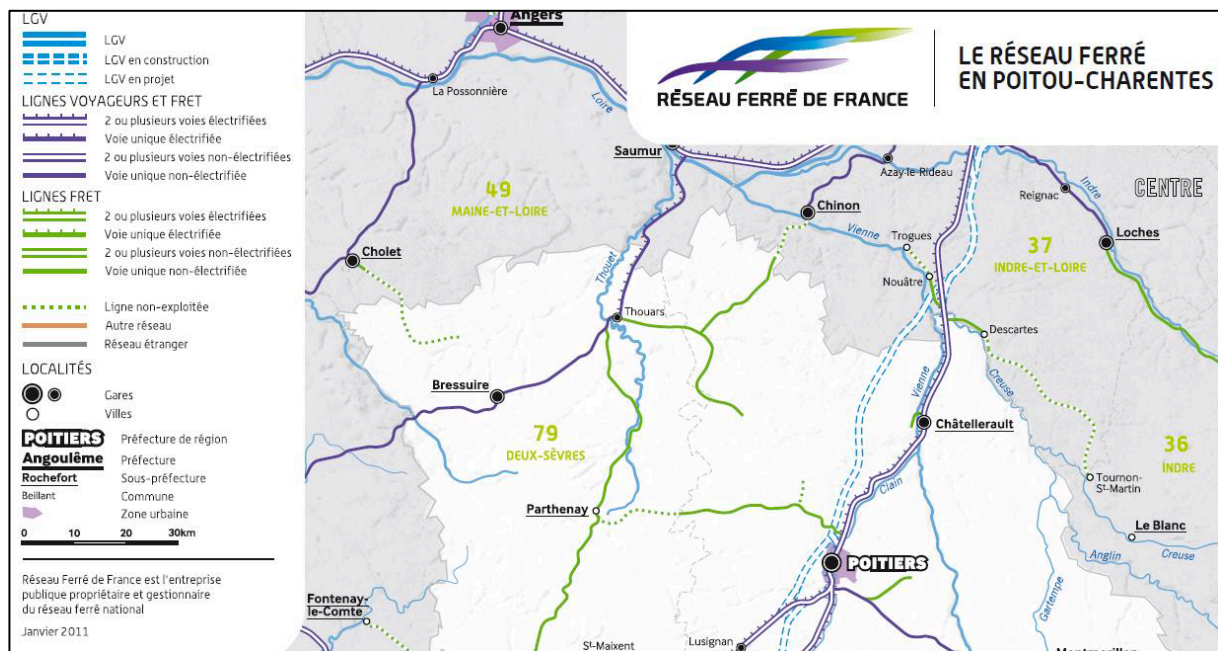 LGV
LGV
LGV en construction
LGV en projet
LIGNES VOYAGEURS ET FRET
2 ou plusieurs voies électrifiées
Voie unique électrifiée
2 ou plusieurs voies non-électrifiées
Voie unique non-électrifiée
LIGNES FRET
2 ou plusieurs voies électrifiées
Voie unique électrifiée
2 ou plusieurs voies non-électrifiées
Voie unique non-électrifiée
Ligne non-exploitée
Autre réseau
Réseau étranger
LOCALITÉS
Gares
Villes
POITIERS Préfecture de région
Angoulême Préfecture
Rochefort Sous-préfecture
Beillant Commune
Zone urbaine
0 10 20 30km
Réseau Ferré de France est l'entreprise
publique propriétaire et gestionnaire
du réseau ferré national
Janvier 2011
RÉSEAU FERRÉ DE FRANCE
LE RÉSEAU FERRÉ
EN POITOU-CHARENTES
Angers
La Possonnière
Loire
Saumur
Azay-le-Rideau
Indre
Reignac
CENTRE
49
MAINE-ET-LOIRE
Chinon
Vienne
Trogues
Loches
37
INDRE-ET-LOIRE
Cholet
Thouet
Nouâtre
Thouars
Descartes
Creuse
Bressuire
Vienne
Châtellerault
79
DEUX-SÈVRES
36
INDRE
Tournon-
St-Martin
Clain
Parthenay
Le Blanc
Anglin
Creuse
POITIERS
Gartempe
Fontenay-
le-Comte
St-Maixent
Lusignan
Montmorillon